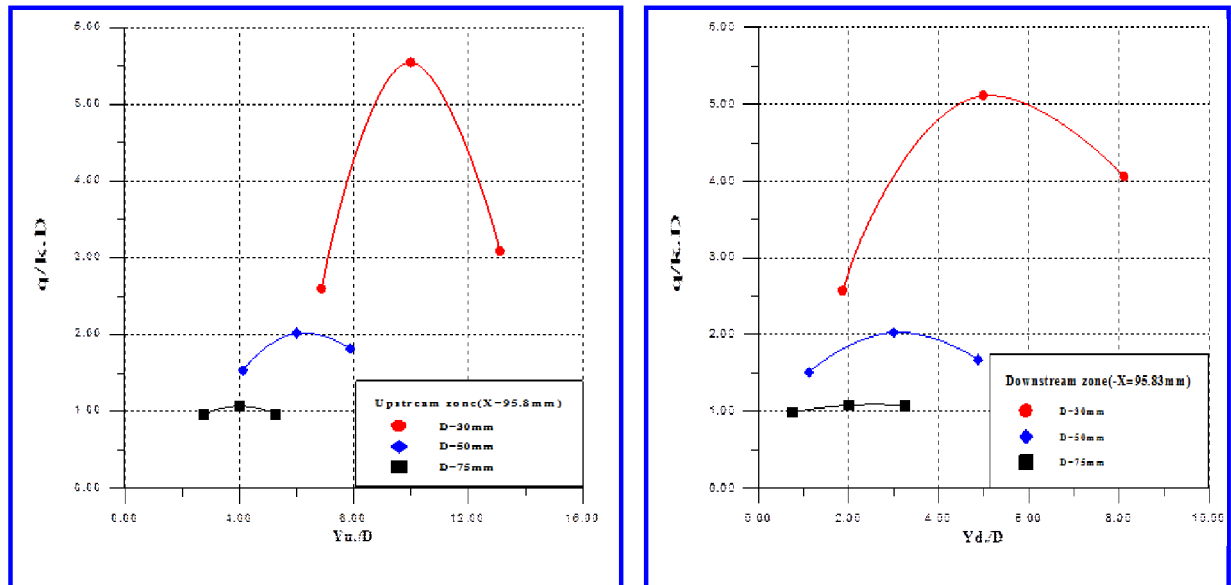 6.00
5.00
4.00
3.00
2.00
1.00
0.00
q/k.D
0.00 4.00 8.00 12.00 16.00
Yu./D
Upstream zone(X=95.8mm)
D=30mm
D=50mm
D=75mm
6.00
5.00
4.00
3.00
2.00
1.00
0.00
q/k.D
0.00 2.00 4.00 6.00 8.00 10.00
Yd./D
Downstream zone(-X=95.83mm)
D=30mm
D=50mm
D=75mm